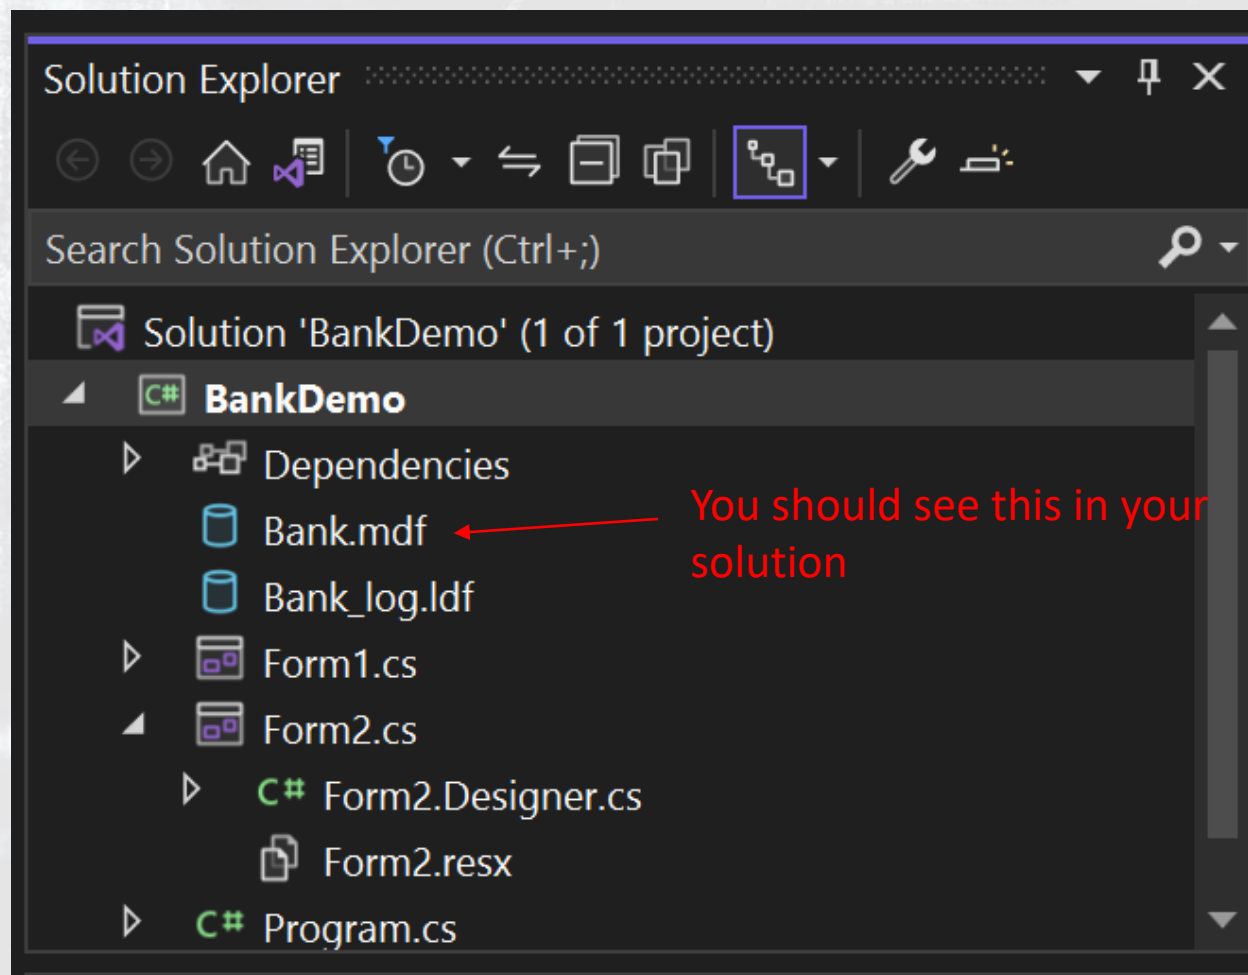 Solution Explorer
Search Solution Explorer (Ctrl+;)
Solution 'BankDemo' (1 of 1 project)
C# BankDemo
Dependencies
Bank.mdf
You should see this in your
solution
Bank_log.ldf
Form1.cs
Form2.cs
C# Form2.Designer.cs
Form2.resx
C# Program.cs